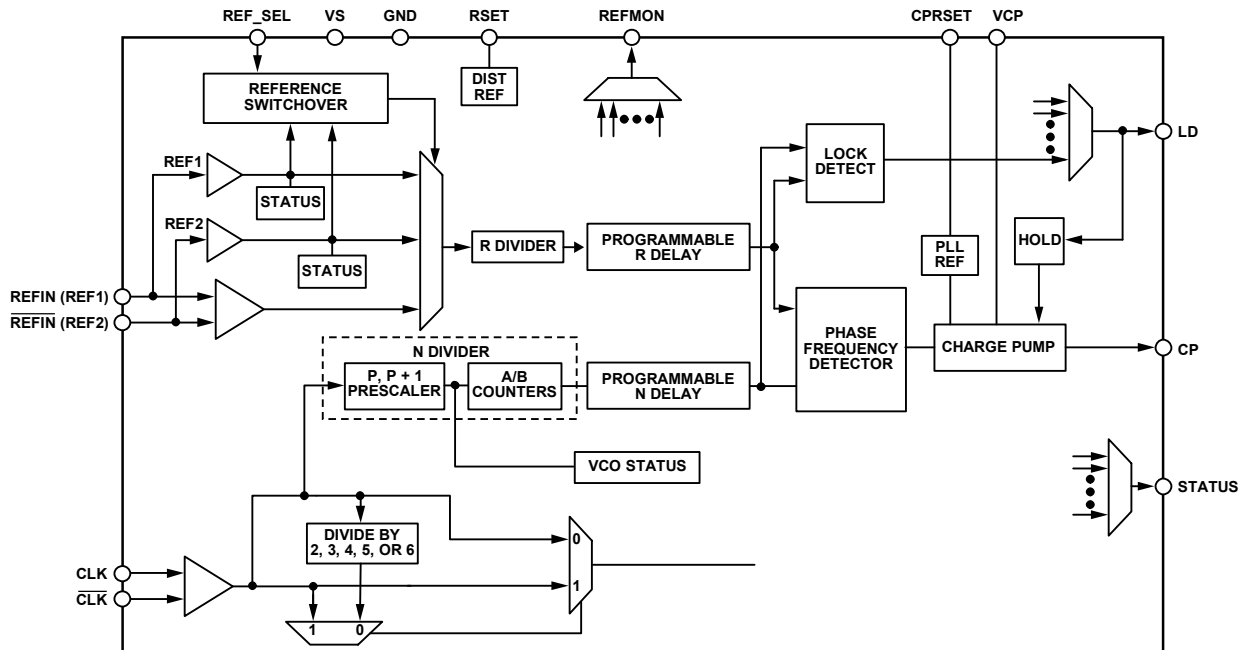 REF_SEL VS GND RSET REFMON CPRSET VCP
REFERENCE
SWITCHOVER
DIST
REF
LD
LOCK
DETECT
REF1
STATUS
REF2
STATUS
R DIVIDER
PROGRAMMABLE
R DELAY
PLL
REF
HOLD
REFIN (REF1)
REFIN (REF2)
N DIVIDER
P, P + 1
PRESCALER
A/B
COUNTERS
PROGRAMMABLE
N DELAY
PHASE
FREQUENCY
DETECTOR
CHARGE PUMP
CP
VCO STATUS
STATUS
DIVIDE BY
2, 3, 4, 5, OR 6
0
1
CLK
CLK
1 0